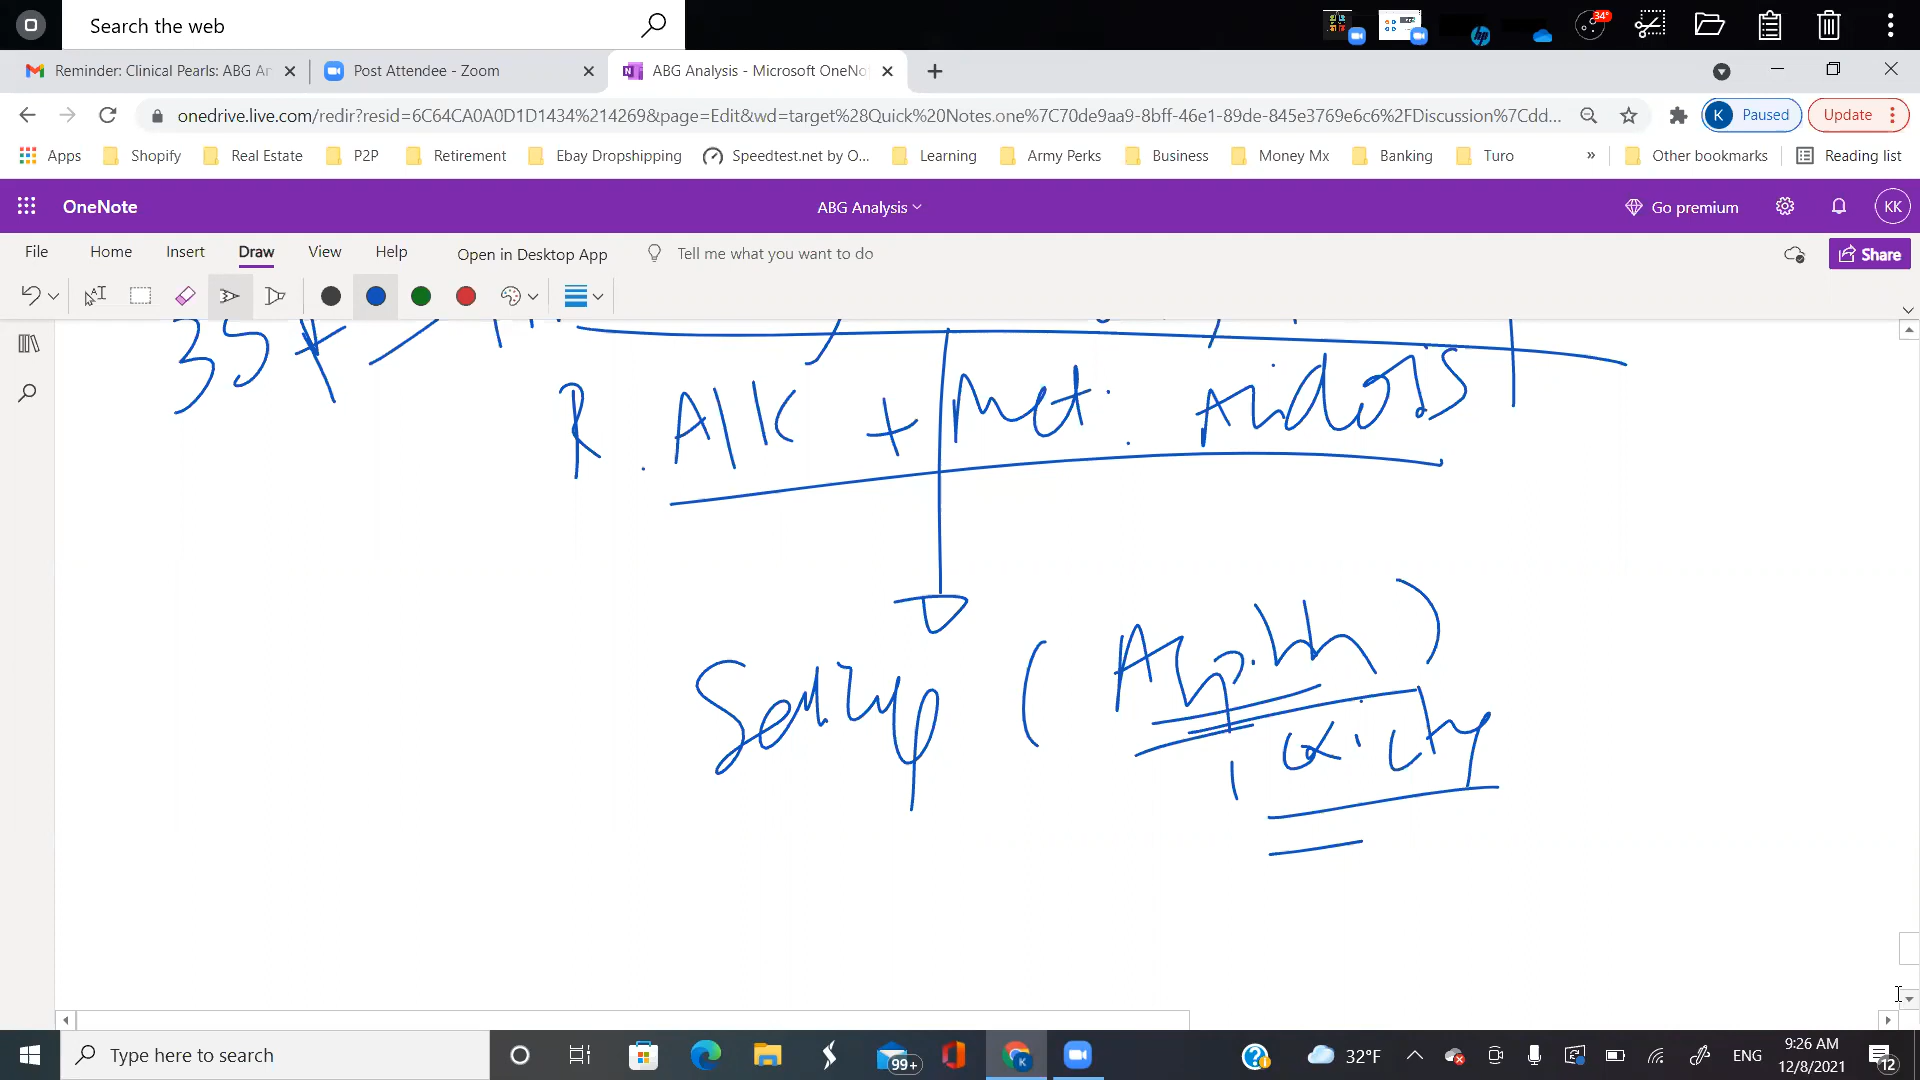 Search the web
34°
Reminder: Clinical Pearls: ABG Ar
Post Attendee - Zoom
ABG Analysis - Microsoft OneNo
onedrive.live.com/redir?resid=6C64CA0A0D1D1434%214269&page=Edit&wd=target%28Quick%20Notes.one%7C70de9aa9-8bff-46e1-89de-845e3769e6c6%2FDiscussion%7Cdd...
K Paused
Update
Apps Shopify Real Estate P2P Retirement Ebay Dropshipping Speedtest.net by O... Learning Army Perks Business Money Mx Banking Turo » Other bookmarks Reading list
OneNote
ABG Analysis
Go premium
KK
File Home Insert Draw View Help Open in Desktop App Tell me what you want to do
Share
35
R. Alk + Met.
(
)
Type here to search
99+
32°F
ENG
9:26 AM
12/8/2021
12